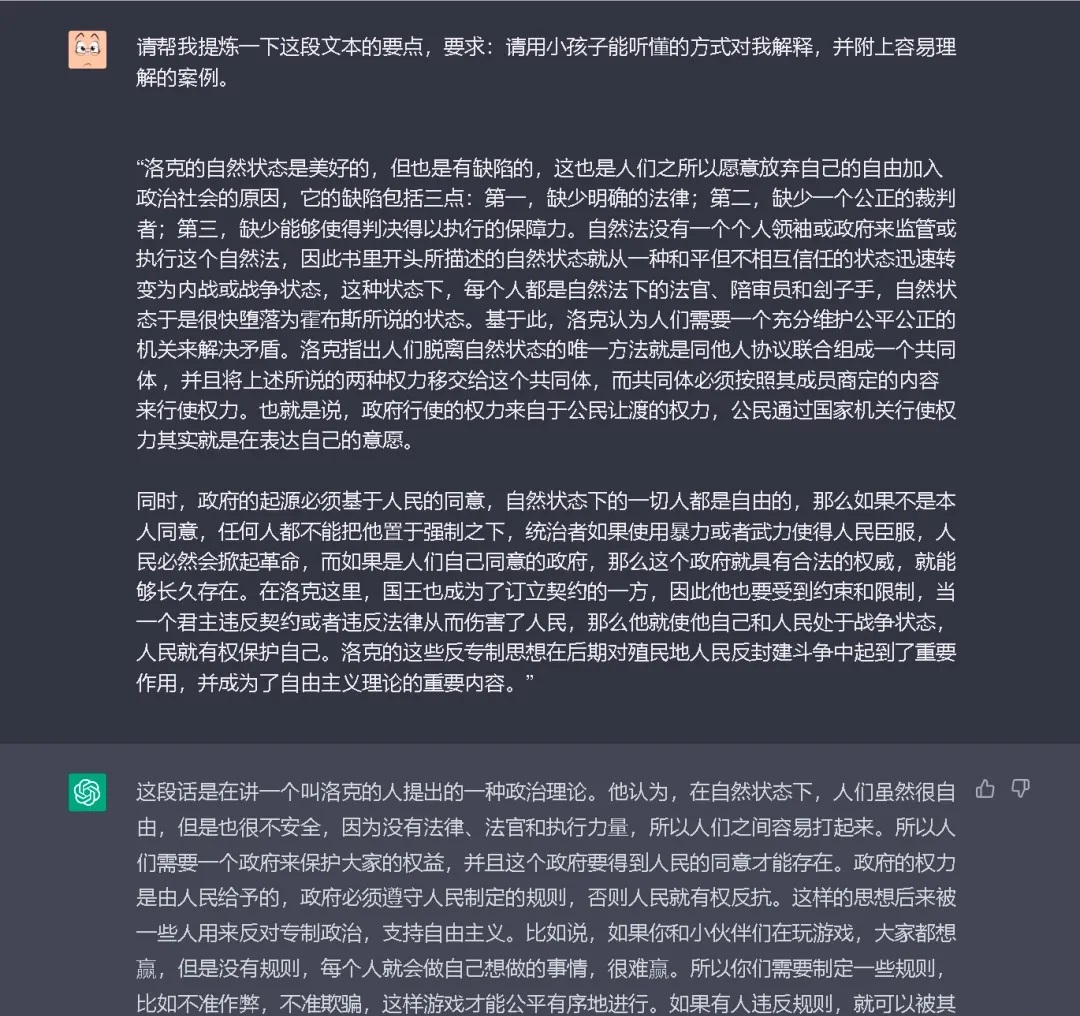 请帮我提炼一下这段文本的要点，要求：请用小孩子能听懂的方式对我解释，并附上容易理
解的案例。
“洛克的自然状态是美好的，但也是有缺陷的，这也是人们之所以愿意放弃自己的自由加入
政治社会的原因，它的缺陷包括三点：第一，缺少明确的法律；第二，缺少一个公正的裁判
者；第三，缺少能够使得判决得以执行的保障力。自然法没有一个个人领袖或政府来监管或
执行这个自然法，因此书里开头所描述的自然状态就从一种和平但不相互信任的状态迅速转
变为内战或战争状态，这种状态下，每个人都是自然法下的法官、陪审员和刽子手，自然状
态于是很快堕落为霍布斯所说的状态。基于此，洛克认为人们需要一个充分维护公平公正的
机关来解决矛盾。洛克指出人们脱离自然状态的唯一方法就是同他人协议联合组成一个共同
体，并且将上述所说的两种权力移交给这个共同体，而共同体必须按照其成员商定的内容
来行使权力。也就是说，政府行使的权力来自于公民让渡的权力，公民通过国家机关行使权
力其实就是在表达自己的意愿。
同时，政府的起源必须基于人民的同意，自然状态下的一切人都是自由的，那么如果不是本
人同意，任何人都不能把他置于强制之下，统治者如果使用暴力或者武力使得人民臣服，人
民必然会掀起革命，而如果是人们自己同意的政府，那么这个政府就具有合法的权威，就能
够长久存在。在洛克这里，国王也成为了订立契约的一方，因此他也要受到约束和限制，当
一个君主违反契约或者违反法律从而伤害了人民，那么他就使他自己和人民处于战争状态，
人民就有权保护自己。洛克的这些反专制思想在后期对殖民地人民反封建斗争中起到了重要
作用，并成为了自由主义理论的重要内容。”
这段话是在讲一个叫洛克的人提出的一种政治理论。他认为，在自然状态下，人们虽然很自
由，但是也很不安全，因为没有法律、法官和执行力量，所以人们之间容易打起来。所以人
们需要一个政府来保护大家的权益，并且这个政府要得到人民的同意才能存在。政府的权力
是由人民给予的，政府必须遵守人民制定的规则，否则人民就有权反抗。这样的思想后来被
一些人用来反对专制政治，支持自由主义。比如说，如果你和小伙伴们在玩游戏，大家都想
赢，但是没有规则，每个人就会做自己想做的事情，很难赢。所以你们需要制定一些规则，
比如不准作弊，不准欺骗，这样游戏才能公平有序地进行。如果有人违反规则，就可以被其